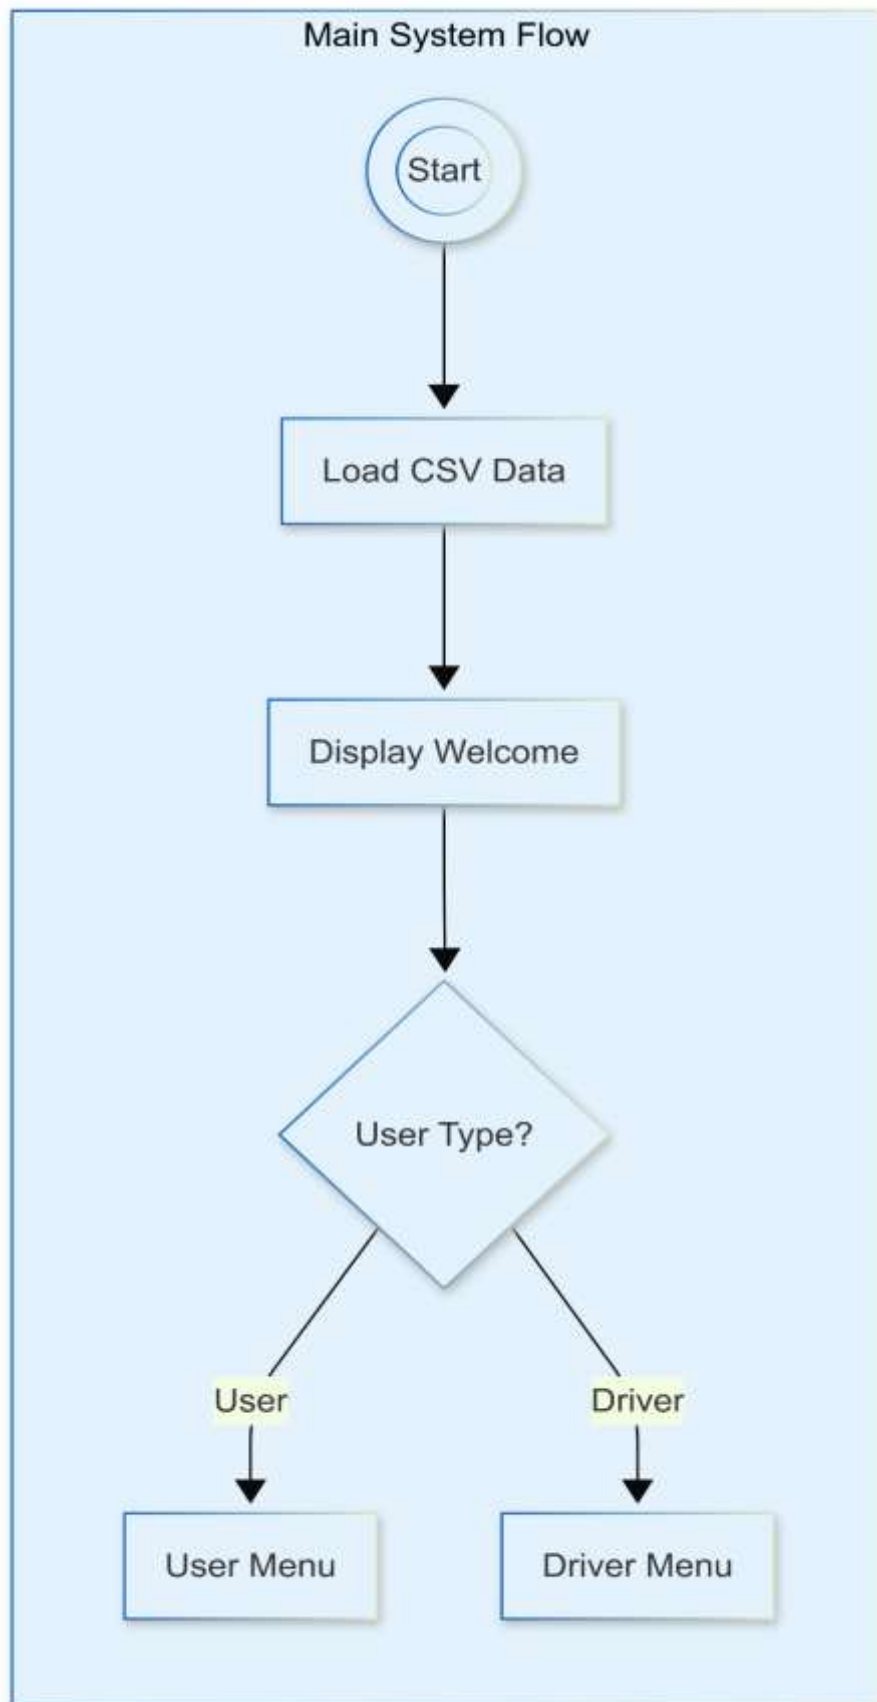 Main System Flow
Start
Load CSV Data
Display Welcome
User Type?
User
Driver
User Menu
Driver Menu